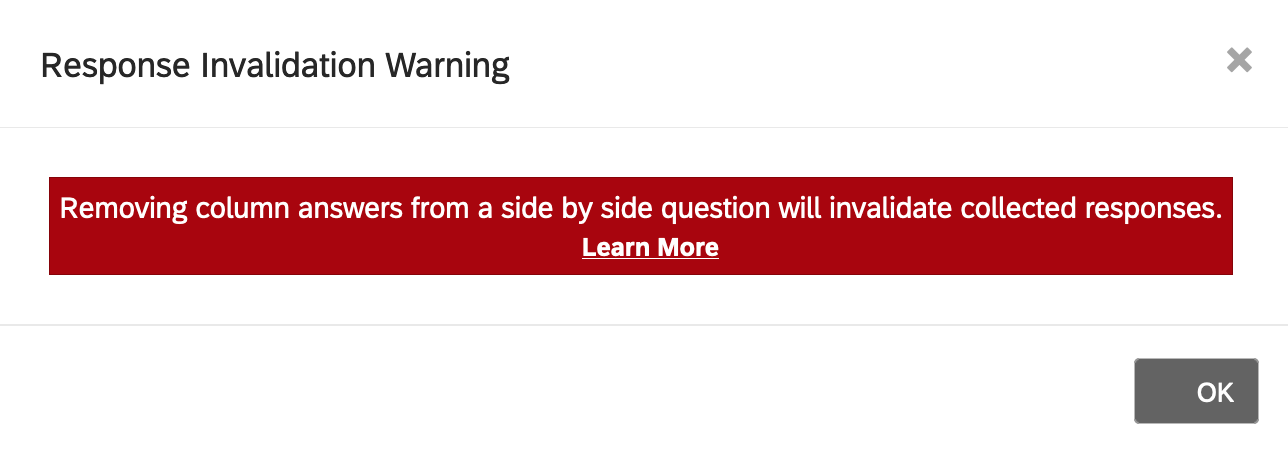 Response Invalidation Warning
Removing column answers from a side by side question will invalidate collected responses.
Learn More
OK